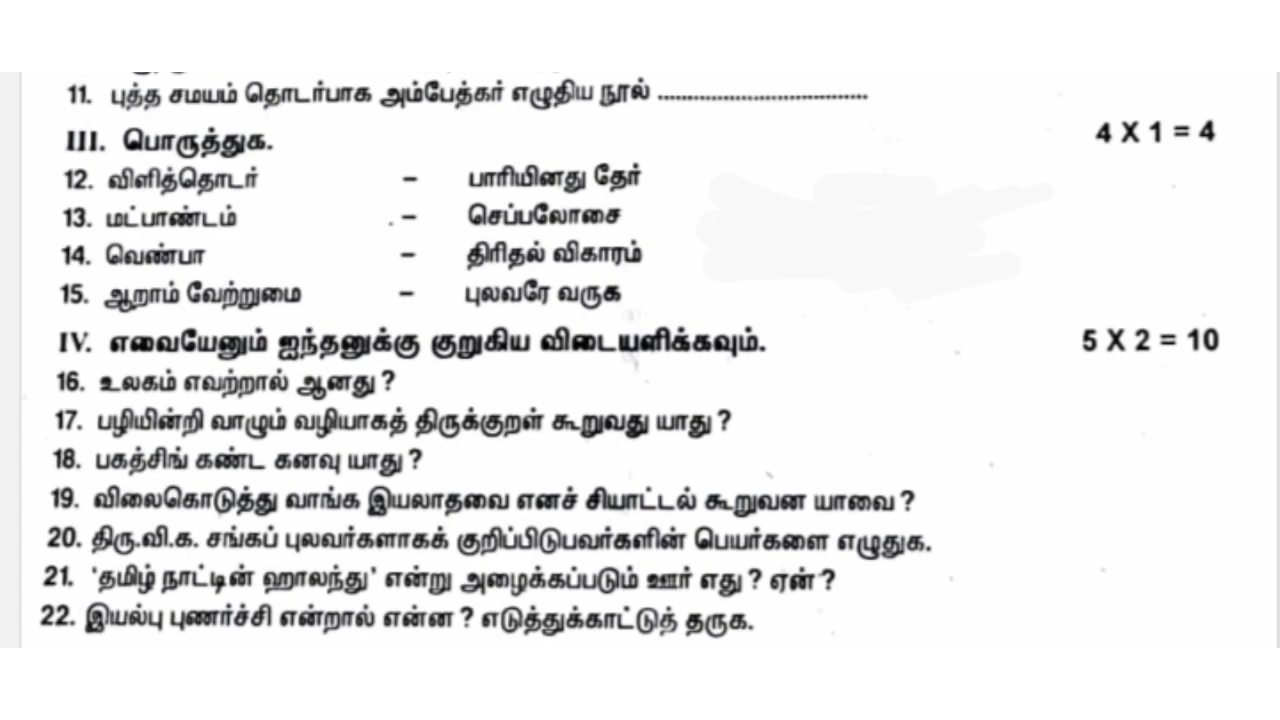 11. புத்த சமயம் தொடர்பாக அம்பேத்கர் எழுதிய நூல் ...................................
III. பொருத்துக. 4 X 1 = 4
12. விளித்தொடர் – பாரியினது தேர்
13. மட்பாண்டம் – செப்பலோசை
14. வெண்பா – திரிதல் விகாரம்
15. ஆறாம் வேற்றுமை – புலவரே வருக
IV. எவையேனும் ஐந்தனுக்கு குறுகிய விடையளிக்கவும். 5 X 2 = 10
16. உலகம் எவற்றால் ஆனது ?
17. பழியின்றி வாழும் வழியாகத் திருக்குறள் கூறுவது யாது ?
18. பகத்சிங் கண்ட கனவு யாது ?
19. விலைகொடுத்து வாங்க இயலாதவை எனச் சியாட்டல் கூறுவன யாவை ?
20. திரு.வி.க. சங்கப் புலவர்களாகக் குறிப்பிடுபவர்களின் பெயர்களை எழுதுக.
21. 'தமிழ் நாட்டின் ஹாலந்து' என்று அழைக்கப்படும் ஊர் எது ? ஏன் ?
22. இயல்பு புணர்ச்சி என்றால் என்ன ? எடுத்துக்காட்டுத் தருக.